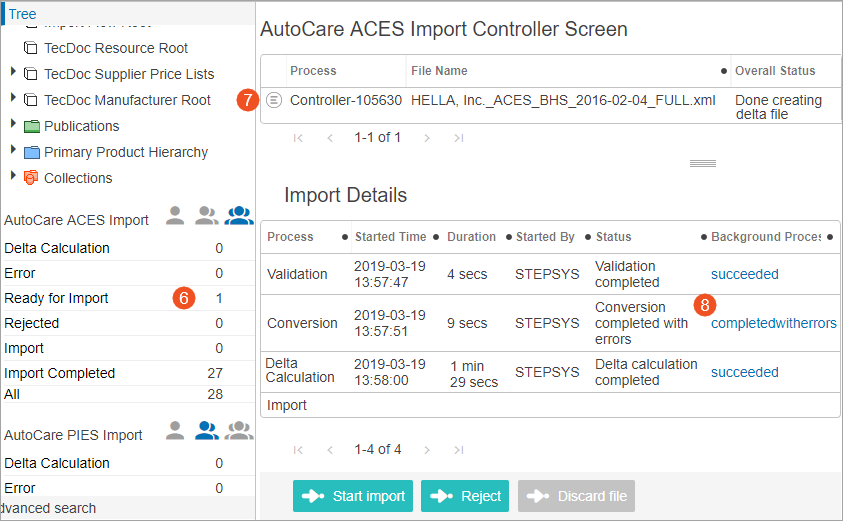 Tree
TecDoc Resource Root
TecDoc Supplier Price Lists
TecDoc Manufacturer Root
Publications
Primary Product Hierarchy
Collections
AutoCare ACES Import
Delta Calculation 0
Error 0
Ready for Import 6 1
Rejected 0
Import 0
Import Completed 27
All 28
AutoCare PIES Import
Delta Calculation 0
Error 0
dvanced search
AutoCare ACES Import Controller Screen
Process File Name Overall Status
7 Controller-105630 HELLA, Inc._ACES_BHS_2016-02-04_FULL.xml Done creating
delta file
1-1 of 1
Import Details
Process Started Time Duration Started By Status Background Proces
Validation 2019-03-19
13:57:47 4 secs STEPSYS Validation
completed succeeded
8
Conversion 2019-03-19
13:57:51 9 secs STEPSYS Conversion
completed with
errors completedwitherrors
Delta
Calculation 2019-03-19
13:58:00 1 min
29 secs STEPSYS Delta calculation
completed succeeded
Import
1-4 of 4
Start import Reject Discard file